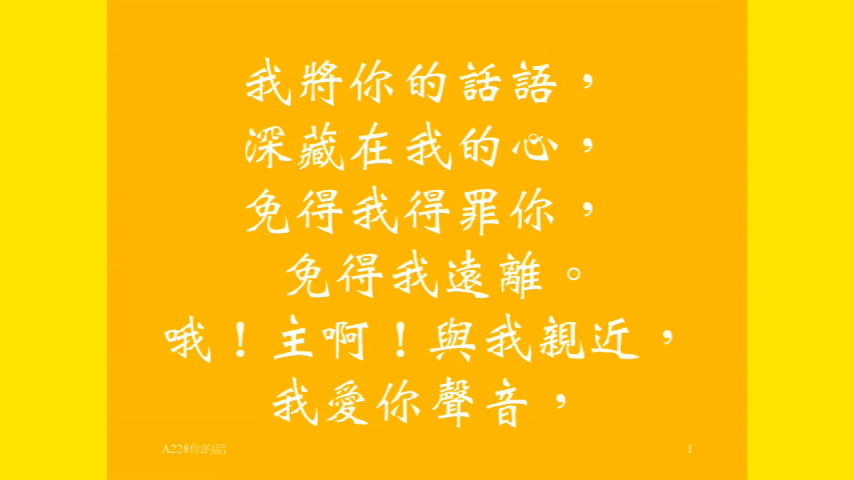 我將你的話語，
深藏在我的心，
免得我得罪你，
免得我遠離。
哦！主啊！與我親近，
我愛你聲音，
A228你的話
1